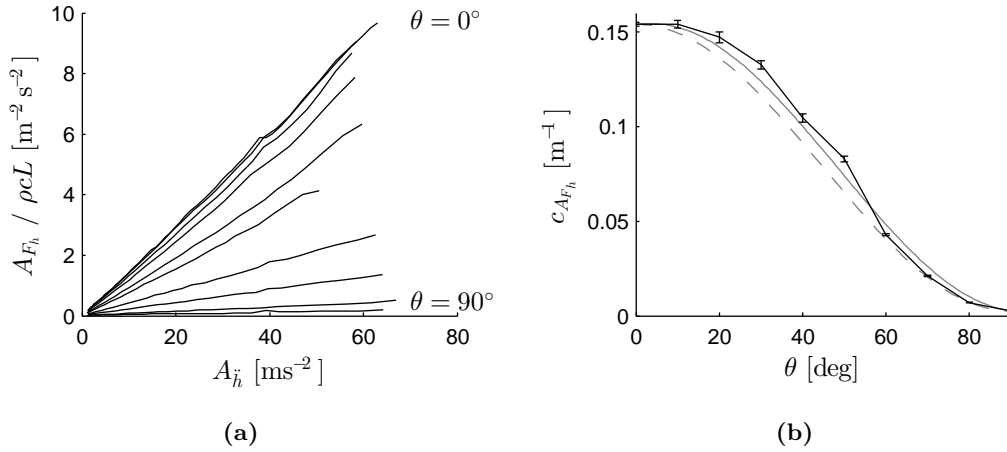 10
8
6
4
2
0
0 20 40 60 80
A_{F_h} / ρcL [m⁻² s⁻²]
A_ḧ [ms⁻²]
θ = 0°
θ = 90°
(a)
0.15
0.1
0.05
0
0 20 40 60 80
c_{A_{F_h}} [m⁻¹]
θ [deg]
(b)